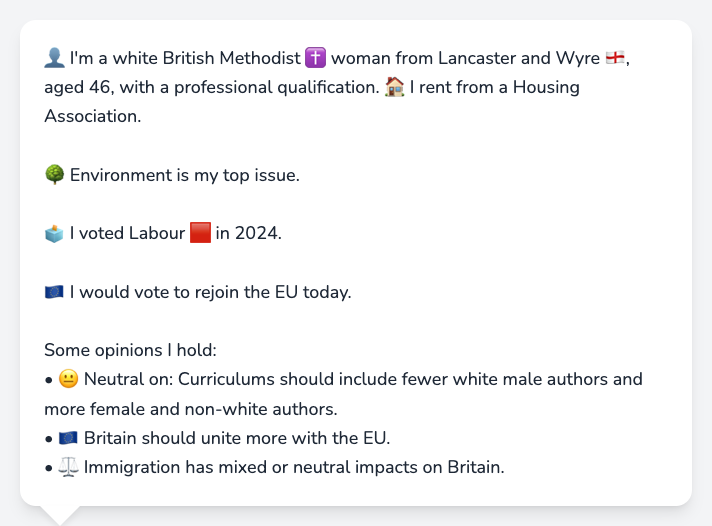 👤 I'm a white British Methodist ✝️ woman from Lancaster and Wyre 🏴󠁧󠁢󠁥󠁮󠁧󠁿,
aged 46, with a professional qualification. 🏠 I rent from a Housing
Association.
🌳 Environment is my top issue.
🗳️ I voted Labour 🟥 in 2024.
🇪🇺 I would vote to rejoin the EU today.
Some opinions I hold:
• 😐 Neutral on: Curriculums should include fewer white male authors and
more female and non-white authors.
• 🇪🇺 Britain should unite more with the EU.
• ⚖️ Immigration has mixed or neutral impacts on Britain.